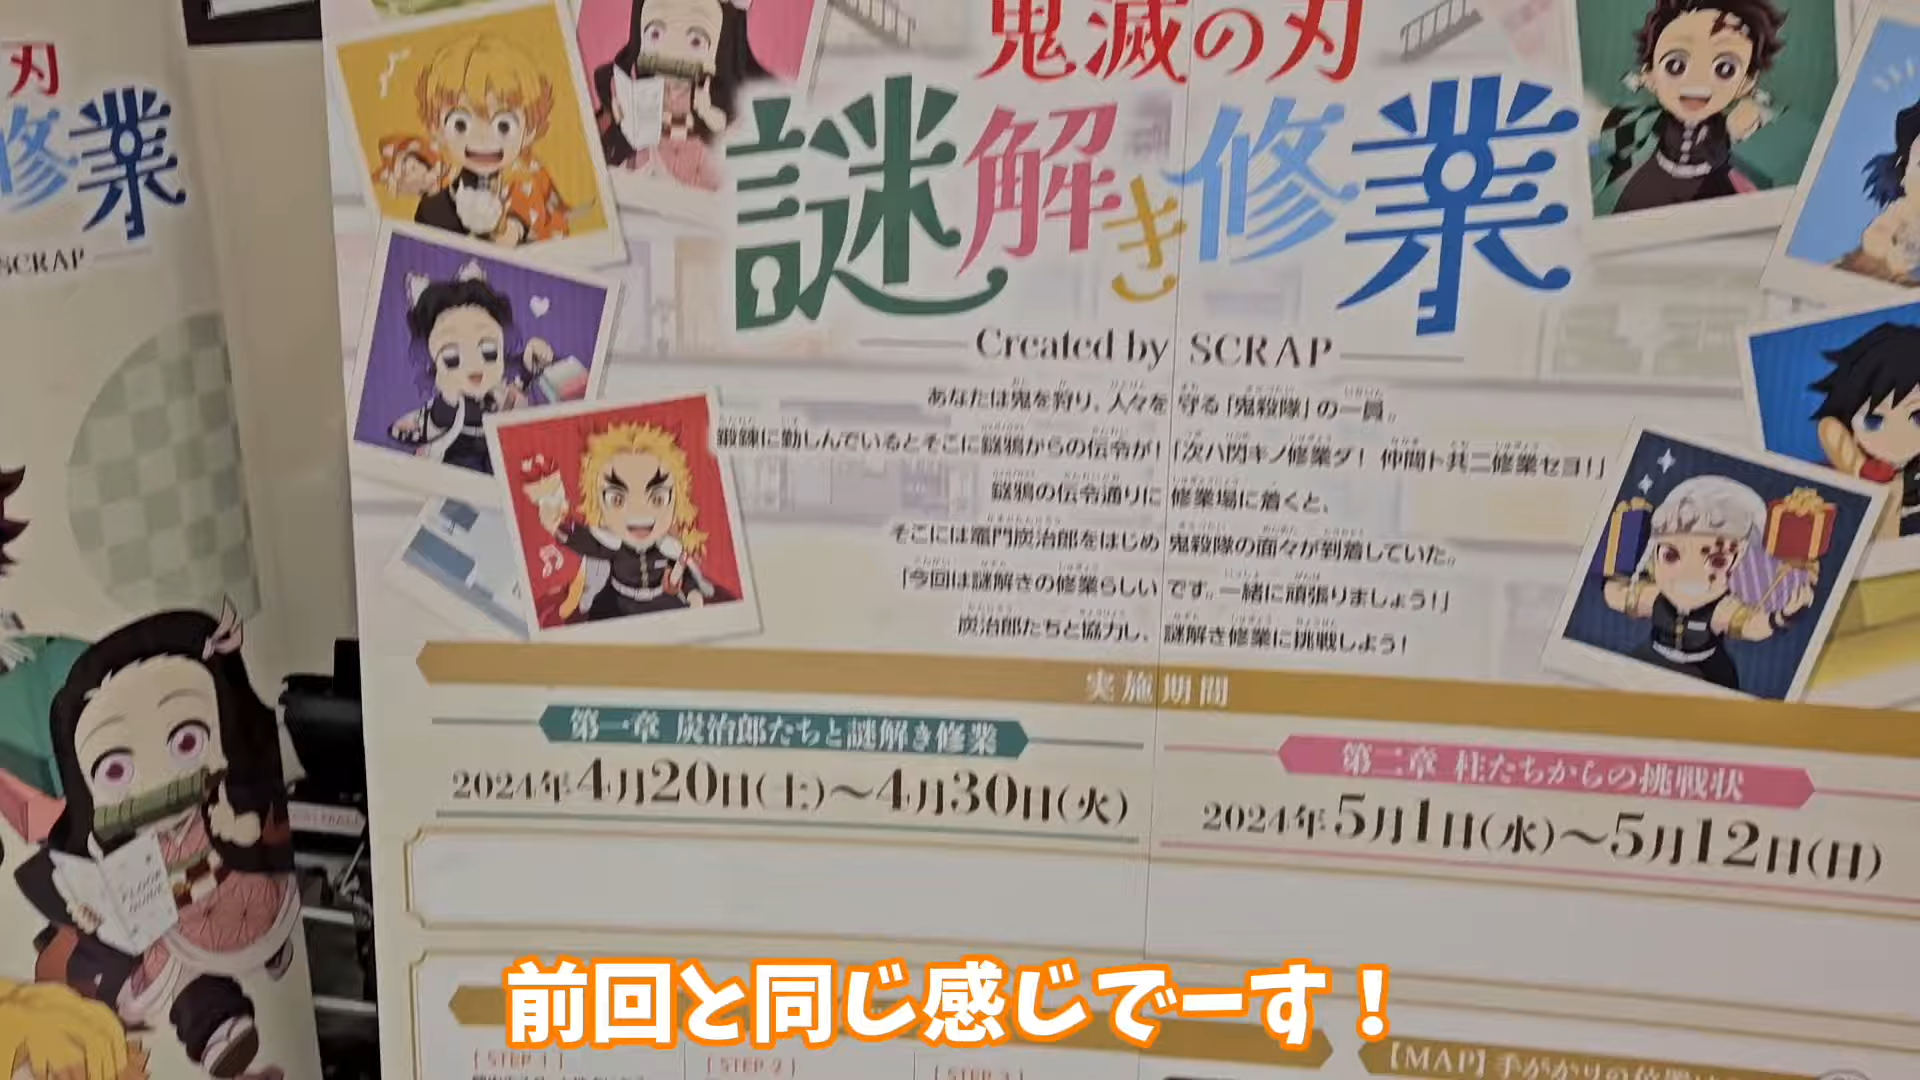 刃
修業
SCRAP
鬼滅の刃
謎解き修業
Created by SCRAP
あなたは鬼を狩り、人々を守る「鬼殺隊」の一員。
鍛錬に勤しんでいるとそこに鎹鴉からの伝令が!「次ハ閃キノ修業ダ! 仲間ト共ニ修業セヨ!」
鎹鴉の伝令通りに修業場に着くと、
そこには竈門炭治郎をはじめ鬼殺隊の面々が到着していた。
「今回は謎解きの修業らしいです。一緒に頑張りましょう!」
炭治郎たちと協力し、謎解き修業に挑戦しよう!
実施期間
第一章 炭治郎たちと謎解き修業
2024年4月20日(土)〜4月30日(火)
第二章 柱たちからの挑戦状
2024年5月1日(水)〜5月12日(日)
FLOOR
GUIDE
前回と同じ感じでーす!
[STEP 1]
[STEP 2]
[STEP 3]
【MAP】手がかりの位置は